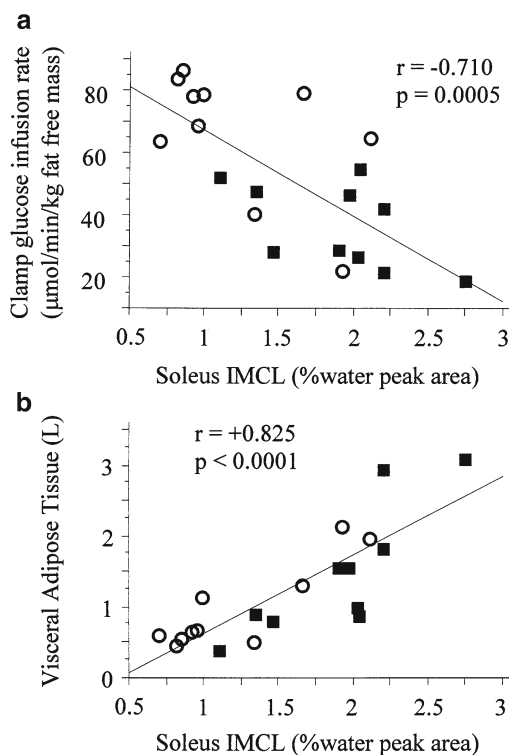 a
Clamp glucose infusion rate
(µmol/min/kg fat free mass)
r = -0.710
p = 0.0005
80
60
40
20
0.5 1 1.5 2 2.5 3
Soleus IMCL (%water peak area)
b
Visceral Adipose Tissue (L)
r = +0.825
p < 0.0001
3
2
1
0
0.5 1 1.5 2 2.5 3
Soleus IMCL (%water peak area)